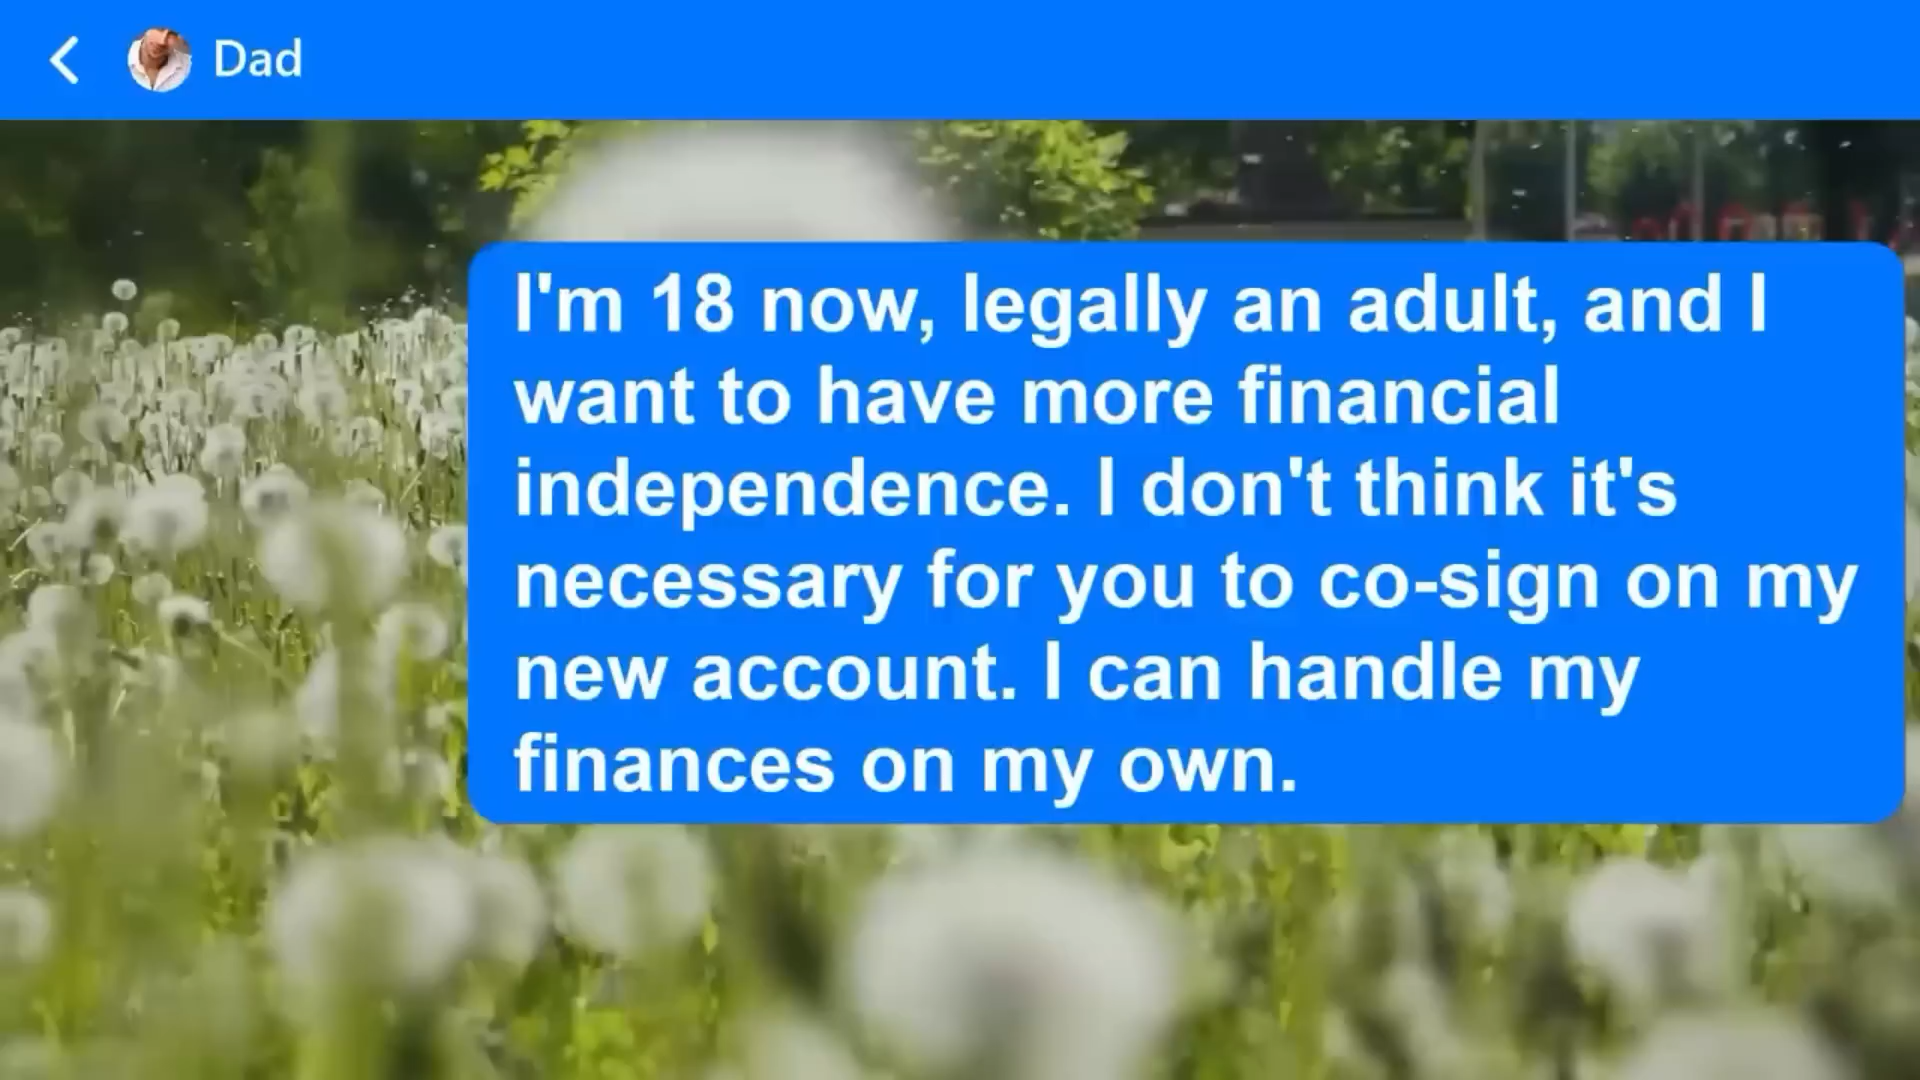 Dad
I'm 18 now, legally an adult, and I
want to have more financial
independence. I don't think it's
necessary for you to co-sign on my
new account. I can handle my
finances on my own.